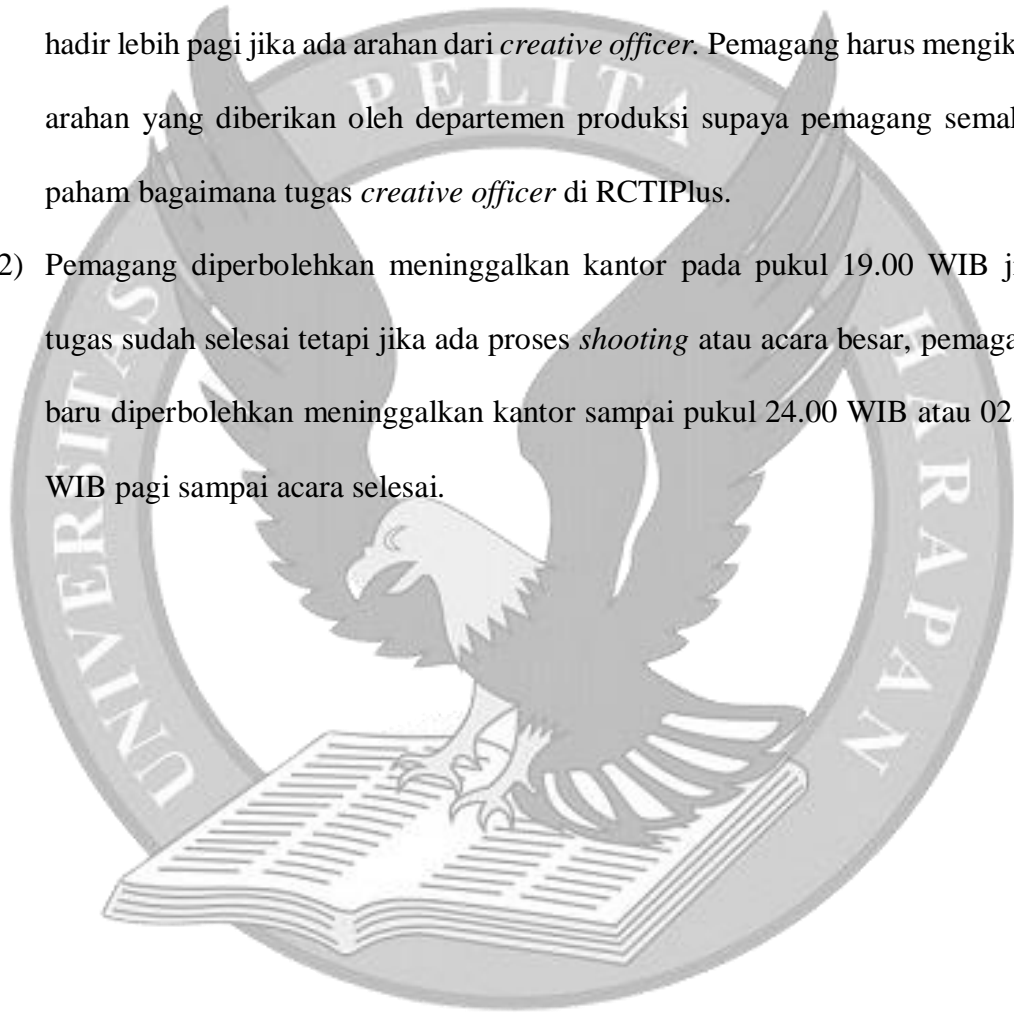 hadir lebih pagi jika ada arahan dari creative officer. Pemagang harus mengik
arahan yang diberikan oleh departemen produksi supaya pemagang semal
paham bagaimana tugas creative officer di RCTIPlus.
2) Pemagang diperbolehkan meninggalkan kantor pada pukul 19.00 WIB ji
tugas sudah selesai tetapi jika ada proses shooting atau acara besar, pemaga
baru diperbolehkan meninggalkan kantor sampai pukul 24.00 WIB atau 02.
WIB pagi sampai acara selesai.
UNIVERSITAS PELITA HARAPAN